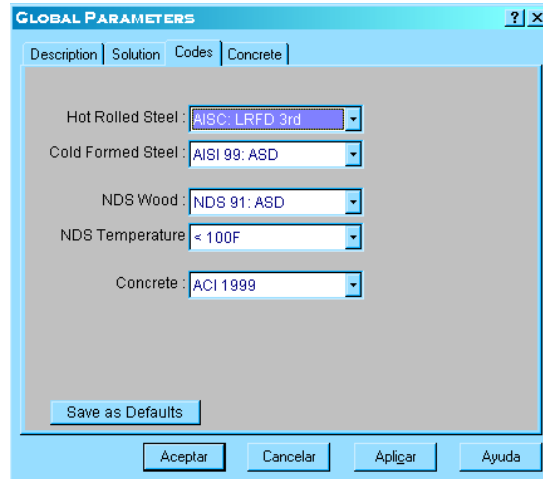 GLOBAL PARAMETERS ? x
Description Solution Codes Concrete
Hot Rolled Steel : AISC: LRFD 3rd
Cold Formed Steel : AISI 99: ASD
NDS Wood : NDS 91: ASD
NDS Temperature < 100F
Concrete : ACI 1999
Save as Defaults
Aceptar Cancelar Aplicar Ayuda